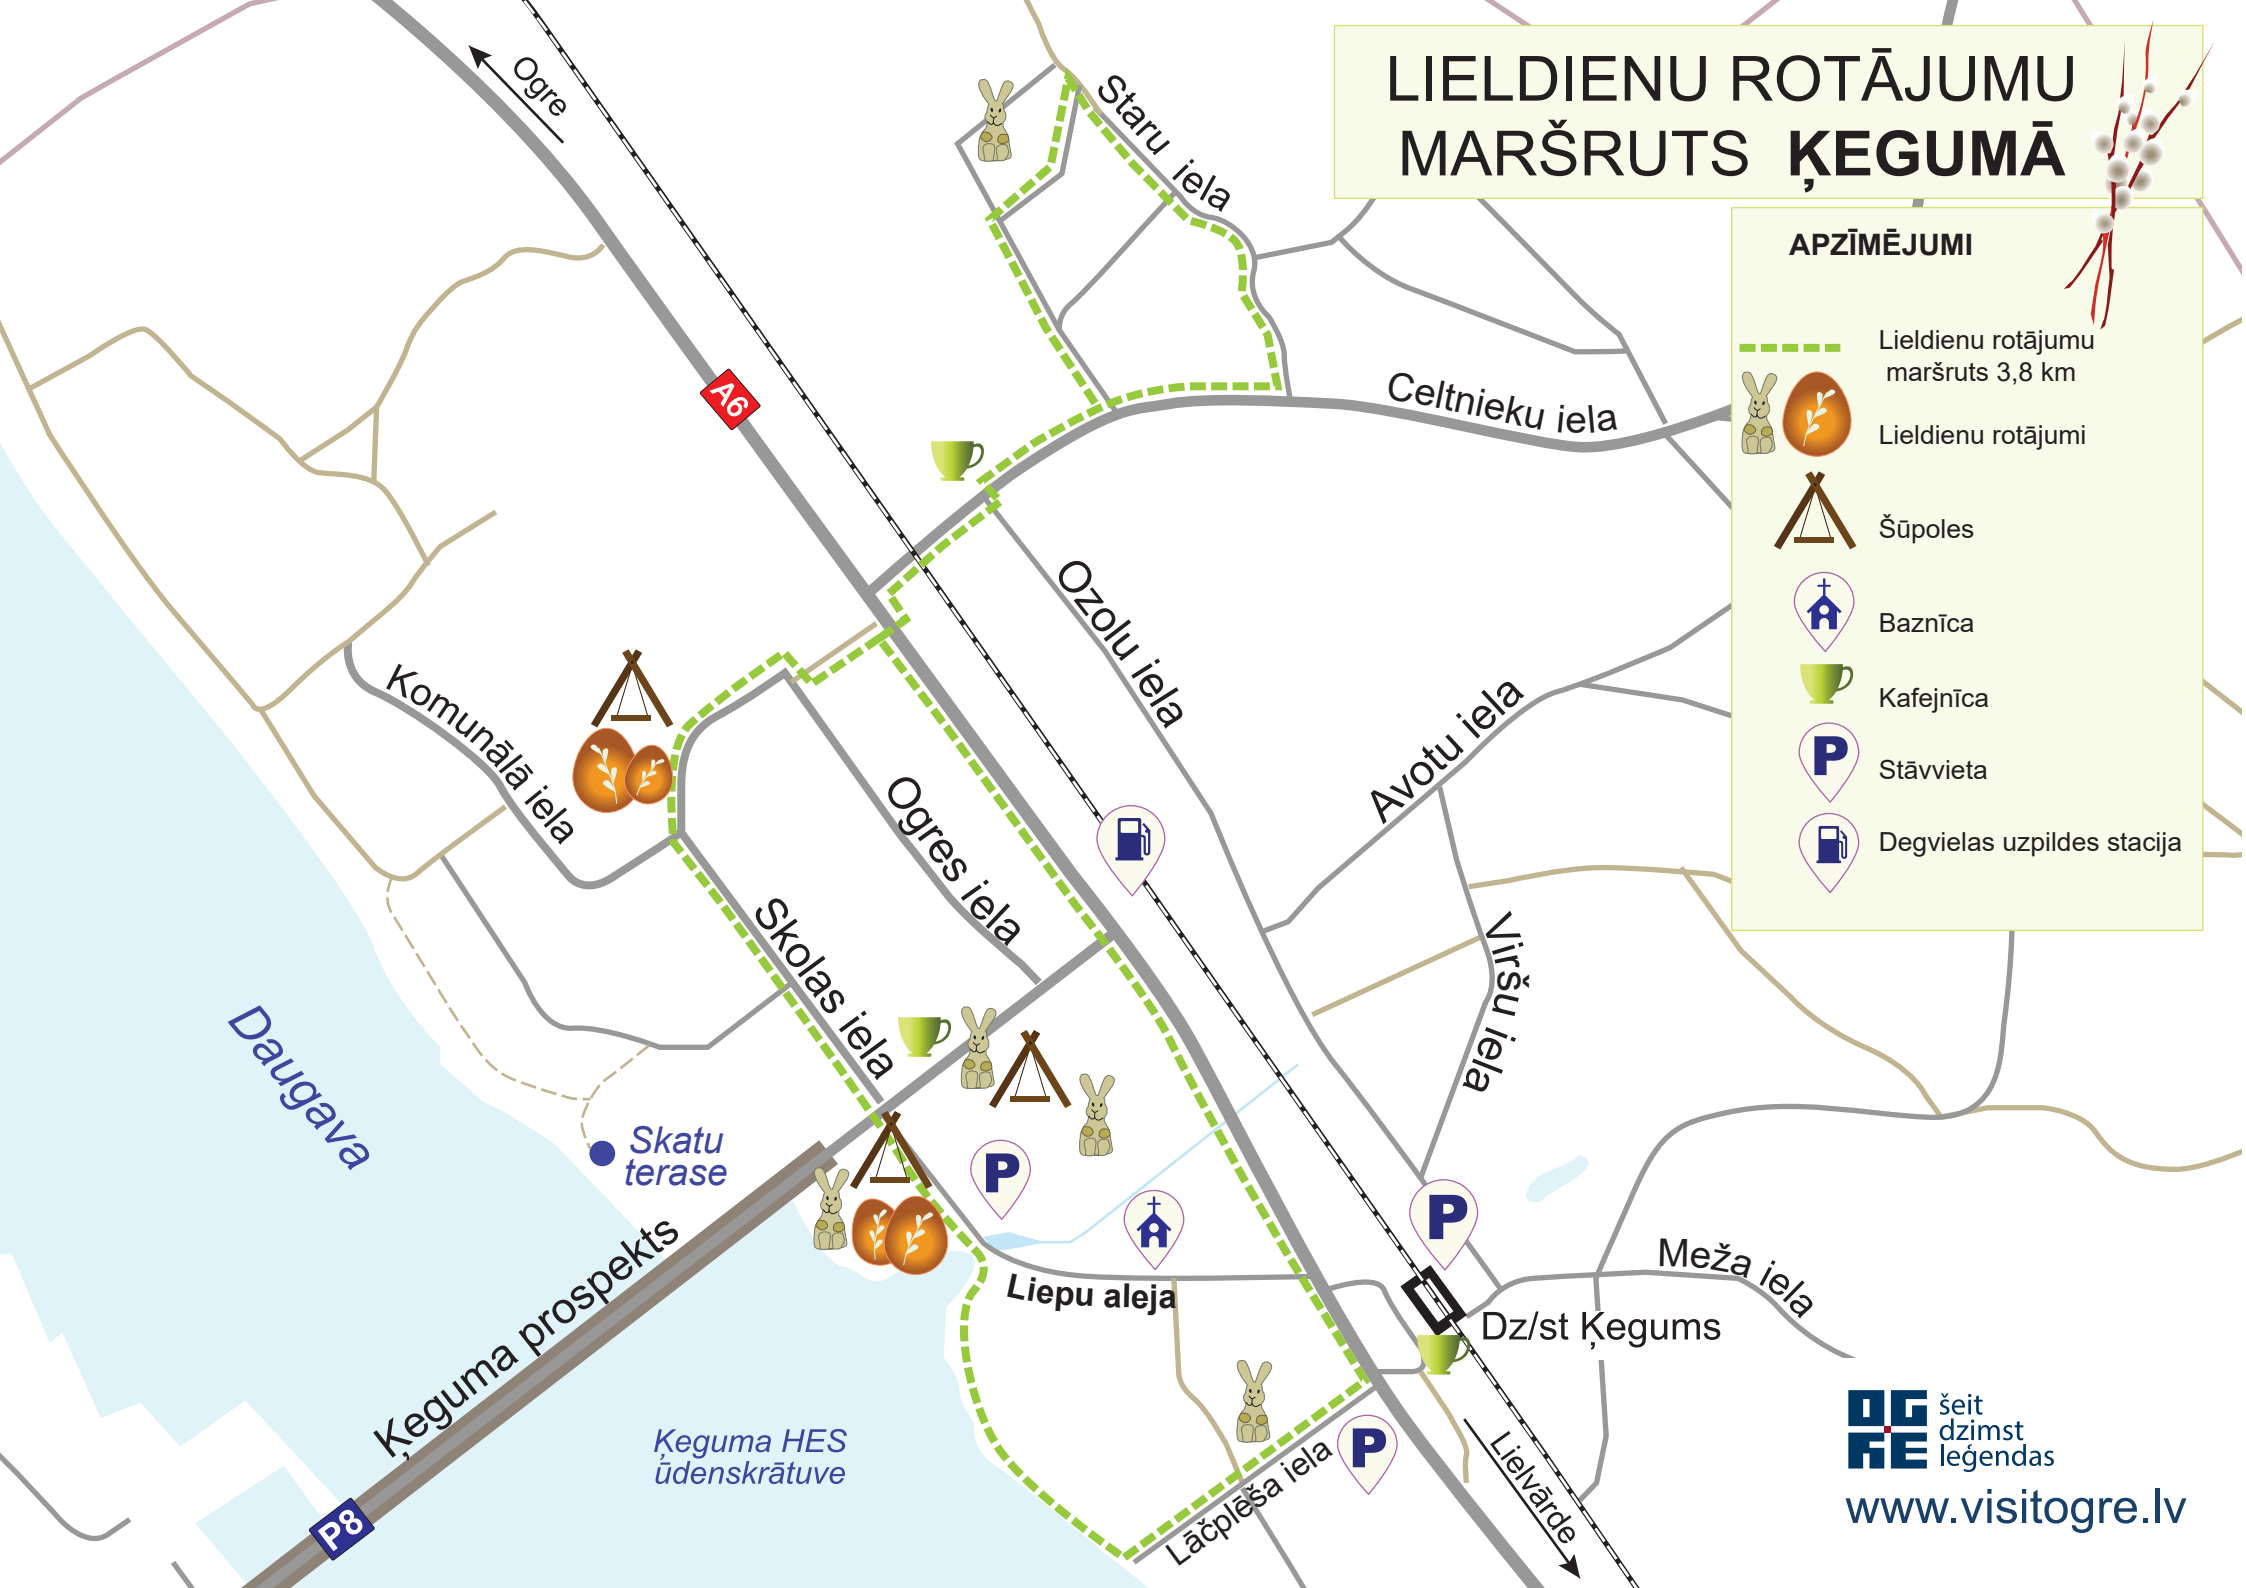 LIELDIENU ROTĀJUMU
MARŠRUTS ĶEGUMĀ
APZĪMĒJUMI
Lieldienu rotājumu
maršruts 3,8 km
Lieldienu rotājumi
Šūpoles
Baznīca
Kafejnīca
P
Stāvvieta
Degvielas uzpildes stacija
Ogre
Staru iela
A6
Celtnieku iela
Ozolu iela
Komunālā iela
Avotu iela
Ogres iela
Skolas iela
Viršu iela
Daugava
Skatu
terase
P
P
Meža iela
Liepu aleja
Dz/st Ķegums
Ķeguma prospekts
Ķeguma HES
ūdenskrātuve
P
Lāčplēša iela
Lielvārde
P8
OGRE
šeit
dzimst
leģendas
www.visitogre.lv